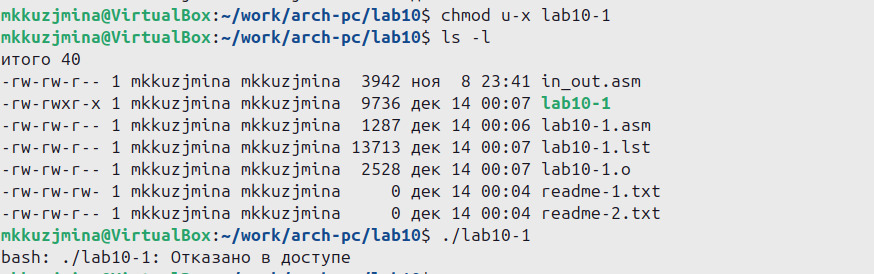 mkkuzjmina@VirtualBox:~/work/arch-pc/lab10$ chmod u-x lab10-1
mkkuzjmina@VirtualBox:~/work/arch-pc/lab10$ ls -l
итого 40
-rw-rw-r-- 1 mkkuzjmina mkkuzjmina  3942 ноя  8 23:41 in_out.asm
-rw-rwxr-x 1 mkkuzjmina mkkuzjmina  9736 дек 14 00:07 lab10-1
-rw-rw-r-- 1 mkkuzjmina mkkuzjmina  1287 дек 14 00:06 lab10-1.asm
-rw-rw-r-- 1 mkkuzjmina mkkuzjmina 13713 дек 14 00:07 lab10-1.lst
-rw-rw-r-- 1 mkkuzjmina mkkuzjmina  2528 дек 14 00:07 lab10-1.o
-rw-rw-rw- 1 mkkuzjmina mkkuzjmina     0 дек 14 00:04 readme-1.txt
-rw-rw-r-- 1 mkkuzjmina mkkuzjmina     0 дек 14 00:04 readme-2.txt
mkkuzjmina@VirtualBox:~/work/arch-pc/lab10$ ./lab10-1
bash: ./lab10-1: Отказано в доступе